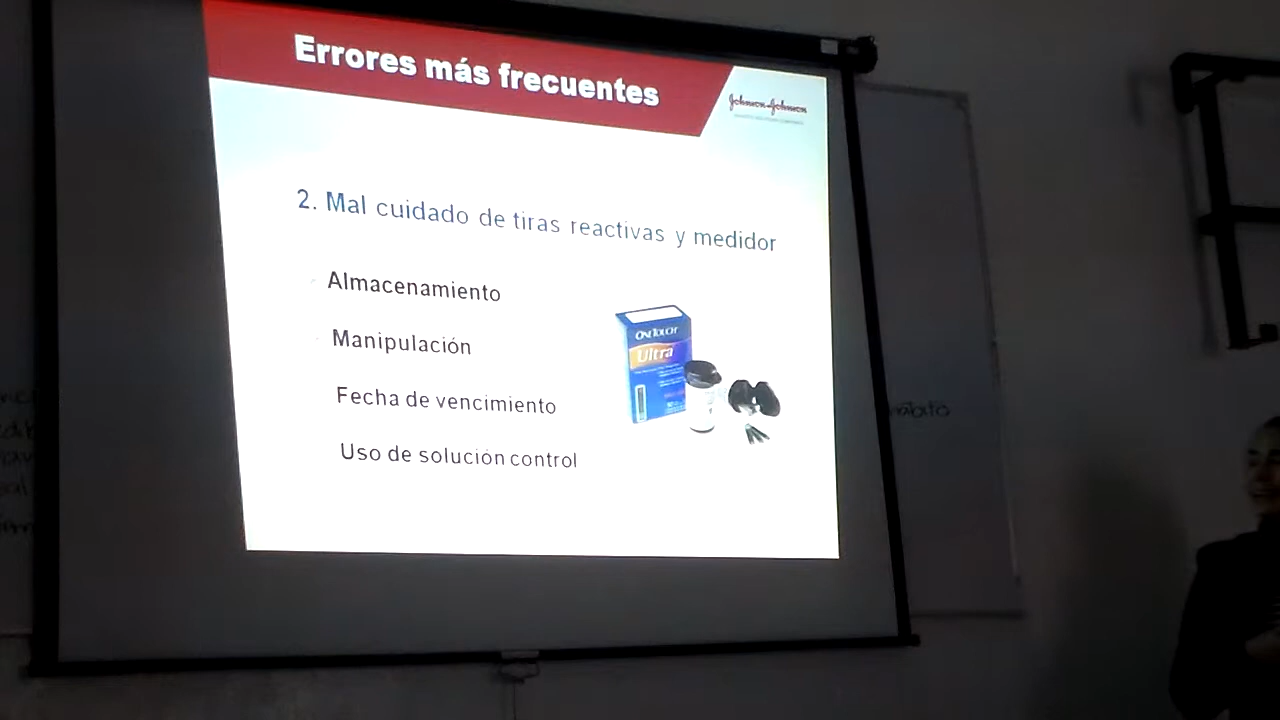 Errores más frecuentes
Johnson-Johnson
2. Mal cuidado de tiras reactivas y medidor
Almacenamiento
Manipulación
Fecha de vencimiento
Uso de solución control
ONETOUCH
Ultra